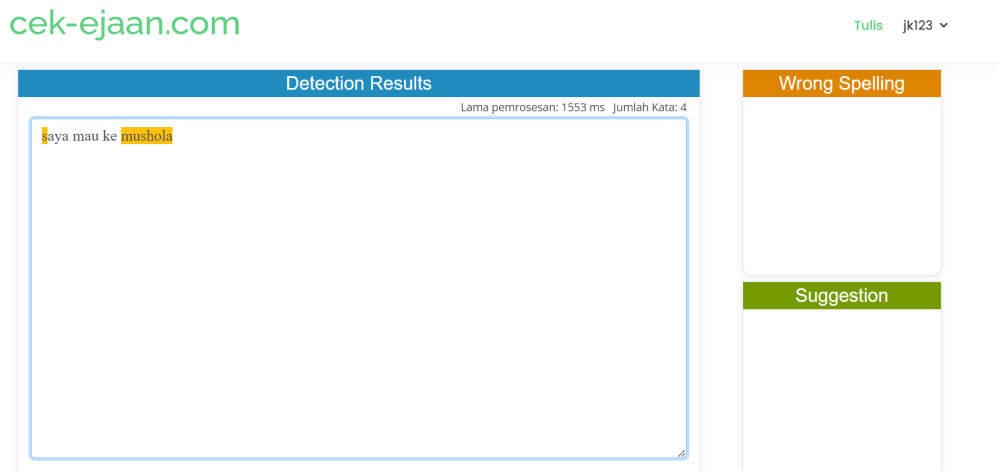 cek-ejaan.com
Tulis jk123
Detection Results
Lama pemrosesan: 1553 ms Jumlah Kata: 4
saya mau ke mushola
Wrong Spelling
Suggestion